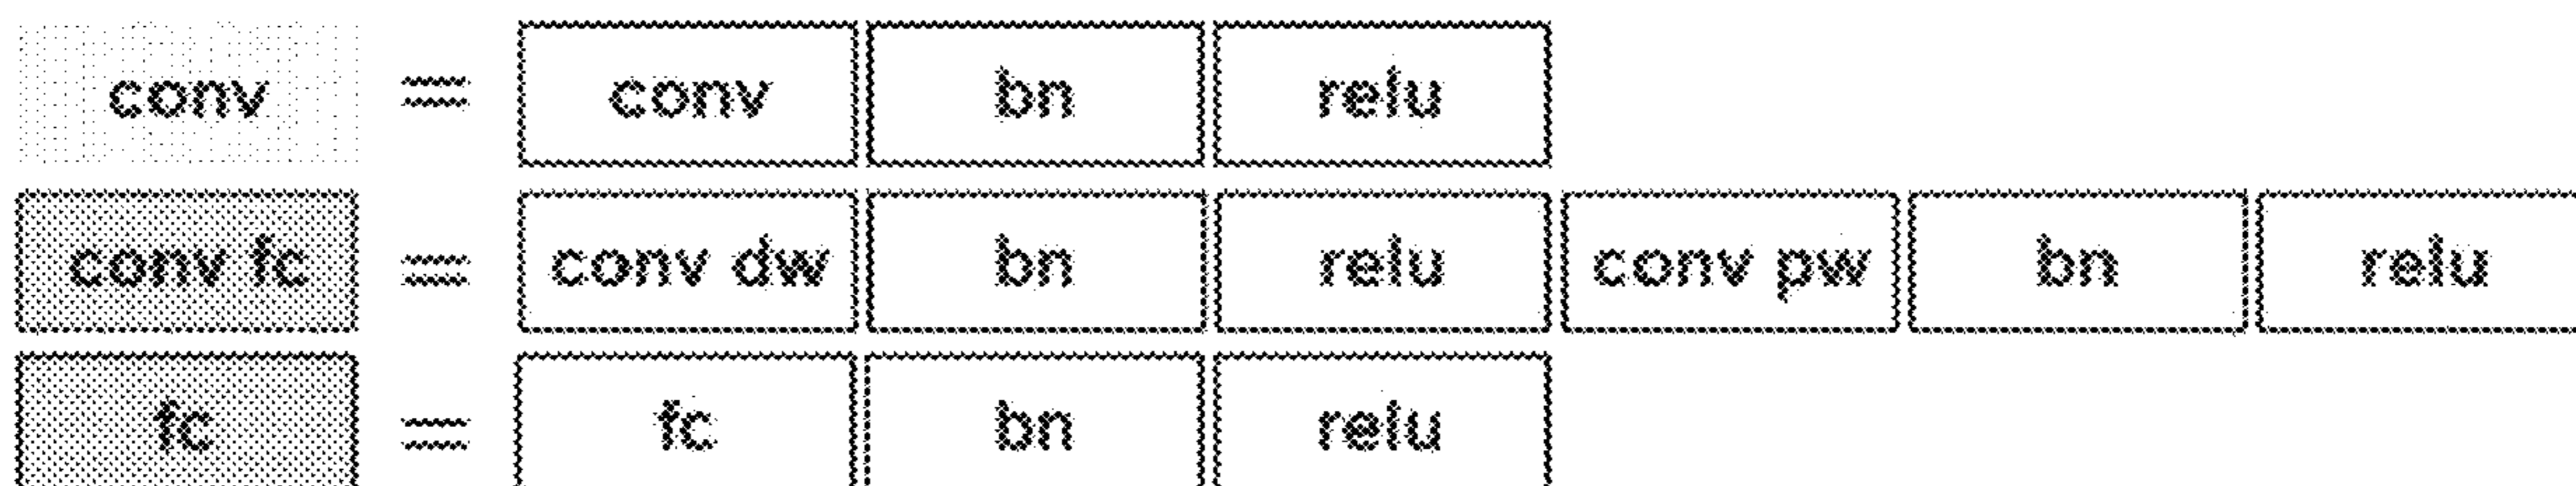 conv = conv bn relu
conv fc = conv dw bn relu conv pw bn relu
fc = fc bn relu